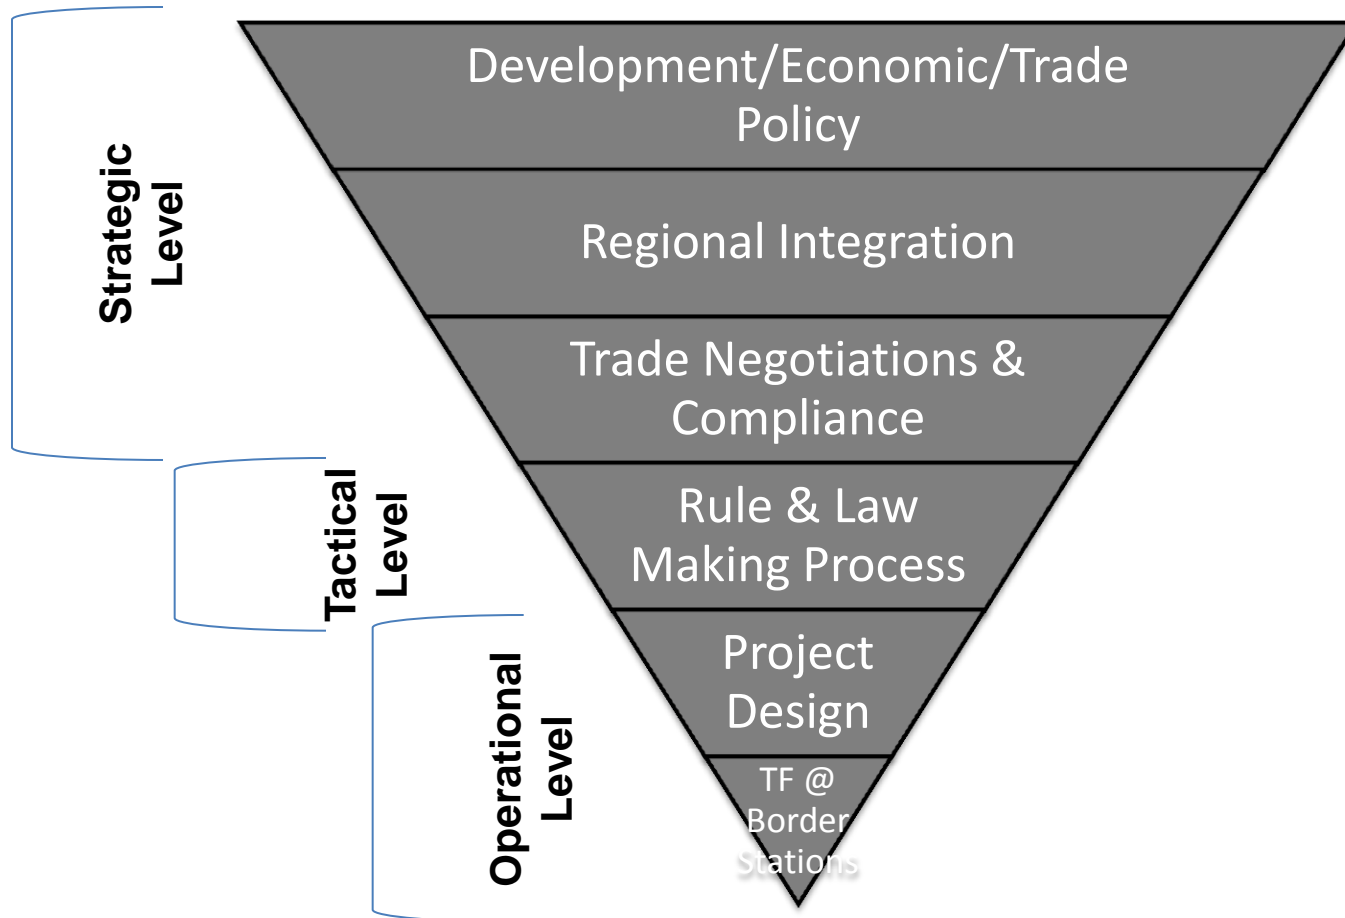 Strategic
Level
Development/Economic/Trade
Policy
Regional Integration
Trade Negotiations &
Compliance
Tactical
Level
Rule & Law
Making Process
Operational
Level
Project
Design
TF @
Border
Stations